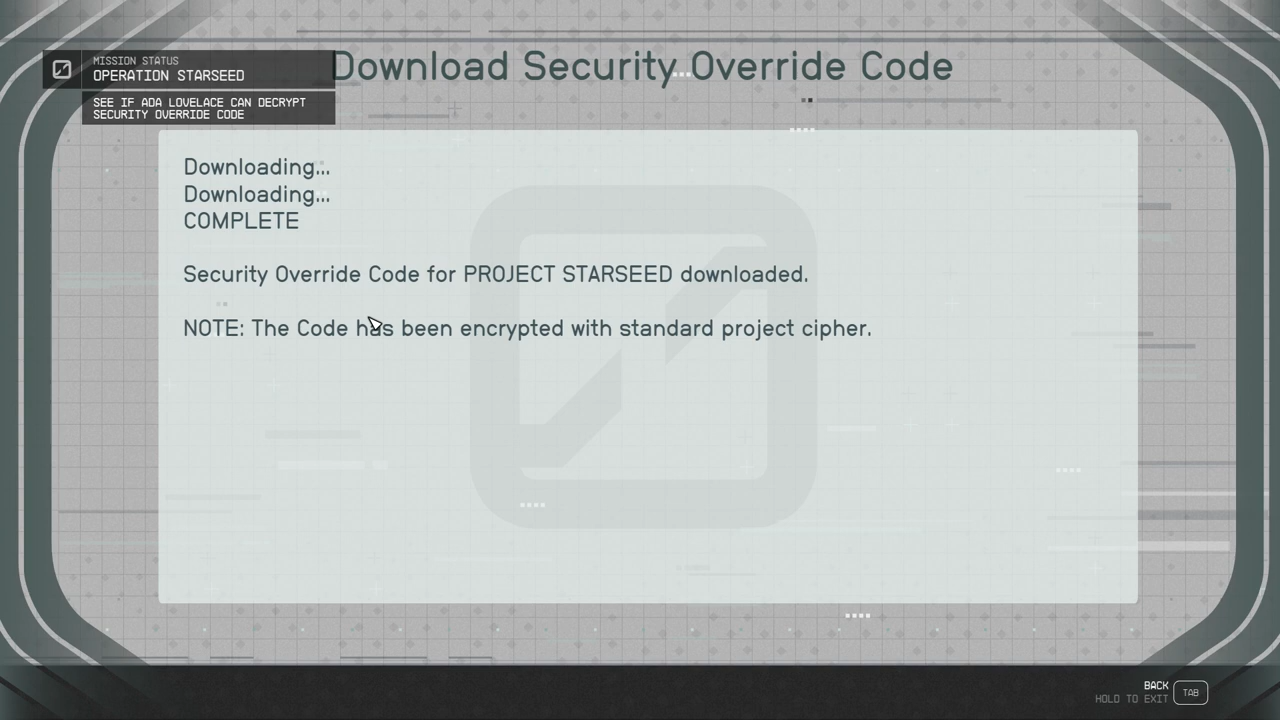 Download Security Override Code
MISSION STATUS
OPERATION STARSEED
SEE IF ADA LOVELACE CAN DECRYPT
SECURITY OVERRIDE CODE
Downloading...
Downloading...
COMPLETE
Security Override Code for PROJECT STARSEED downloaded.
NOTE: The Code has been encrypted with standard project cipher.
BACK
HOLD TO EXIT
TAB